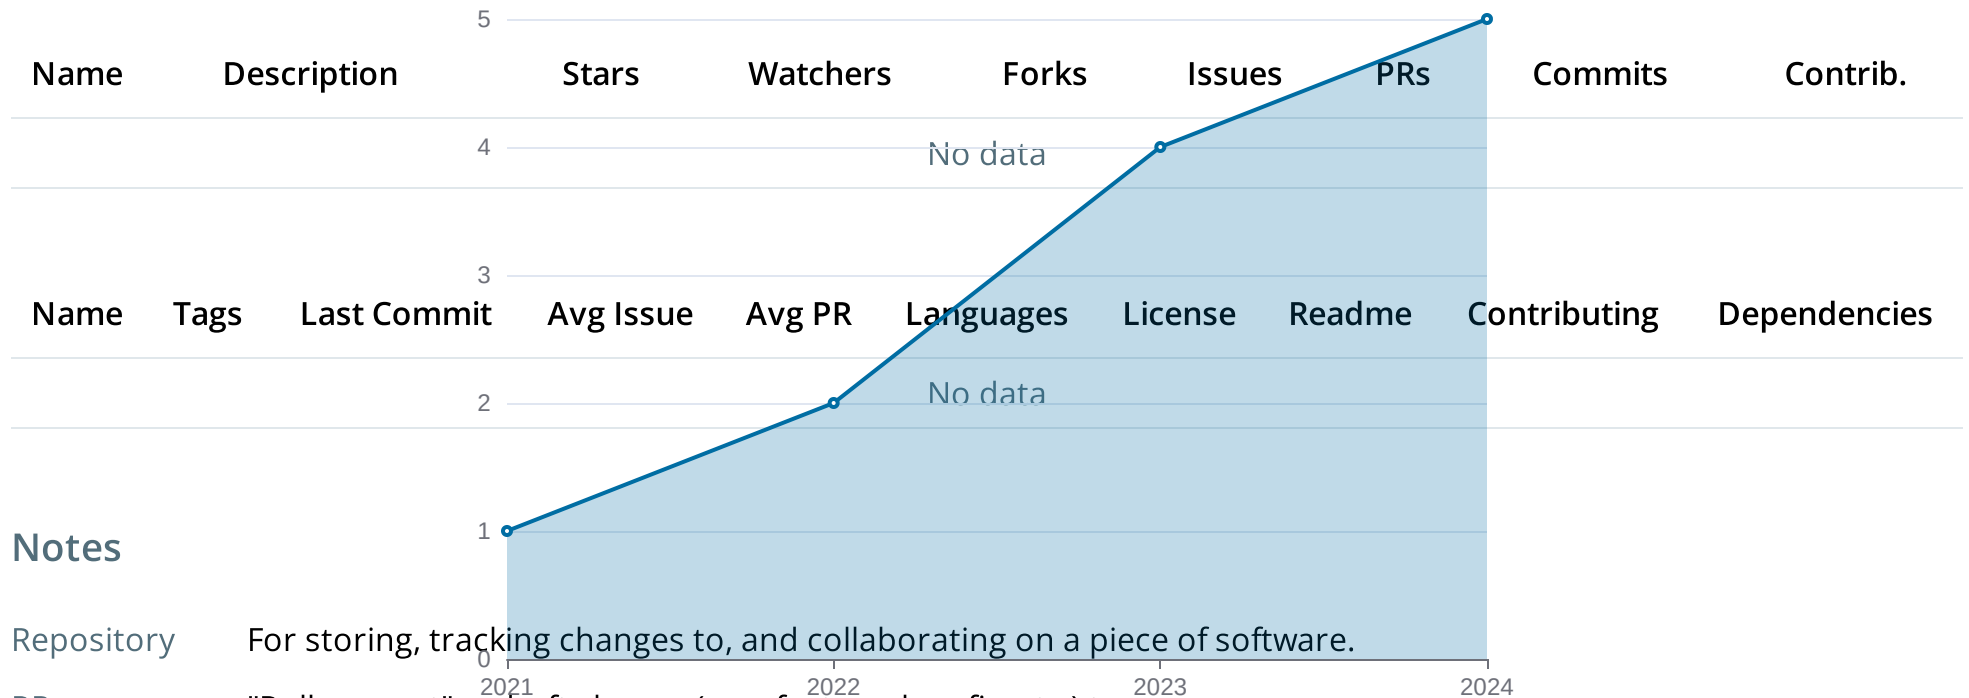 5
Name Description Stars Watchers Forks Issues PRs Commits Contrib.
4
No data
3
Name Tags Last Commit Avg Issue Avg PR Languages License Readme Contributing Dependencies
No data
2
1
Notes
Repository For storing, tracking changes to, and collaborating on a piece of software.
0
2021 2022 2023 2024